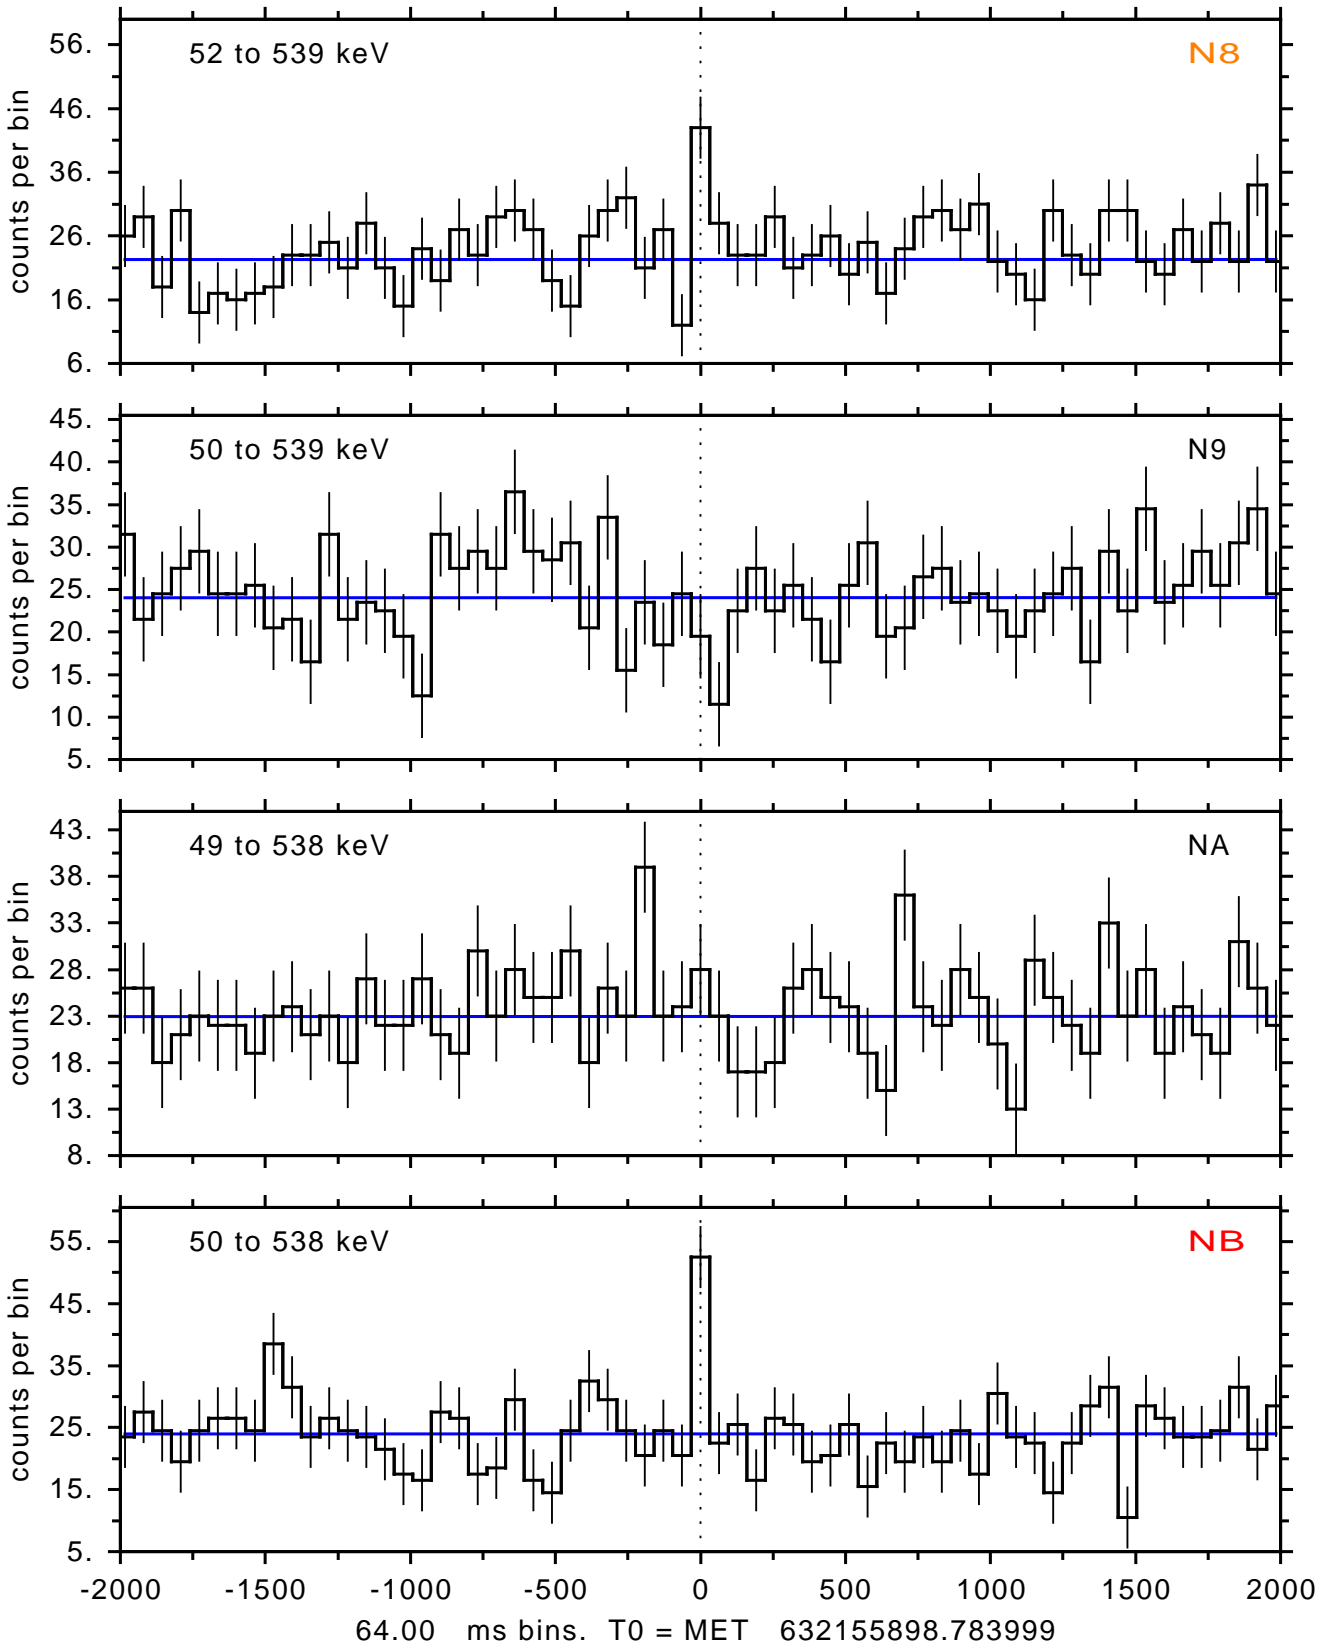 52 to 539 keV N8
counts per bin
56.
46.
36.
26.
16.
6.
50 to 539 keV N9
counts per bin
45.
40.
35.
30.
25.
20.
15.
10.
5.
49 to 538 keV NA
counts per bin
43.
38.
33.
28.
23.
18.
13.
8.
50 to 538 keV NB
counts per bin
55.
45.
35.
25.
15.
5.
-2000 -1500 -1000 -500 0 500 1000 1500 2000
64.00 ms bins. T0 = MET 632155898.783999